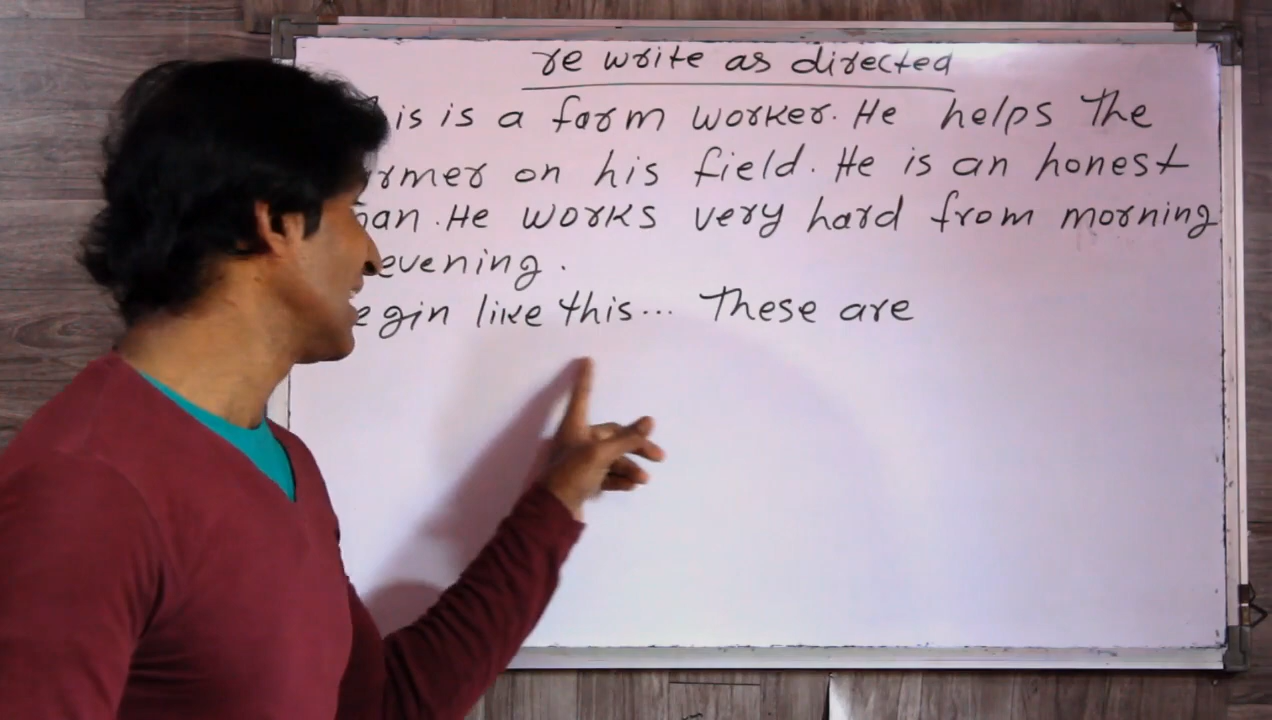 re write as directed
is is a farm worker. He helps the
rmer on his field. He is an honest
an. He works very hard from morning
evening.
egin like this... These are